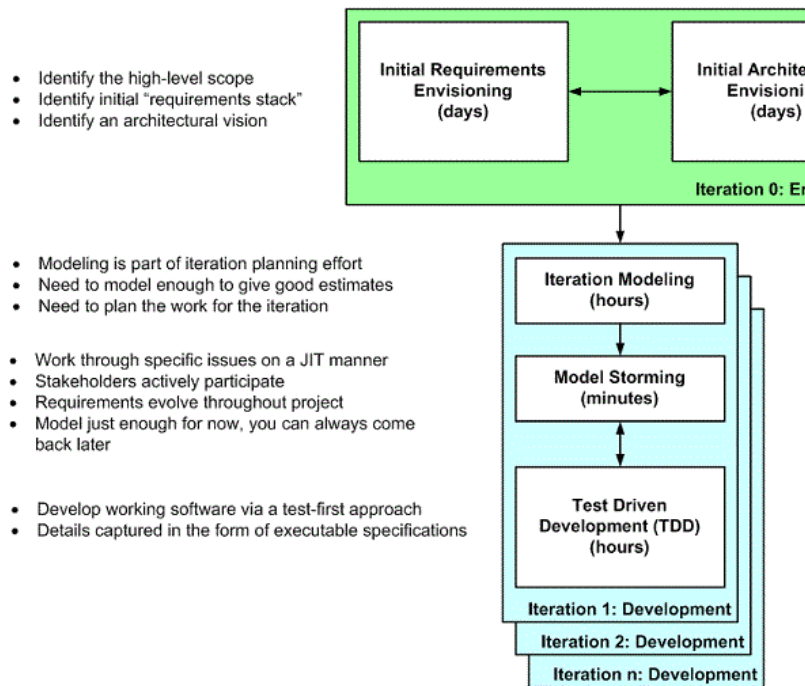 • Identify the high-level scope
• Identify initial “requirements stack”
• Identify an architectural vision
Initial Requirements
Envisioning
(days)
Initial
(days)
Iteration 0:
• Modeling is part of iteration planning effort
• Need to model enough to give good estimates
• Need to plan the work for the iteration
Iteration Modeling
(hours)
• Work through specific issues on a JIT manner
• Stakeholders actively participate
• Requirements evolve throughout project
• Model just enough for now, you can always come
back later
Model Storming
(minutes)
• Develop working software via a test-first approach
• Details captured in the form of executable specifications
Test Driven
Development (TDD)
(hours)
Iteration 1: Development
Iteration 2: Development
Iteration n: Development